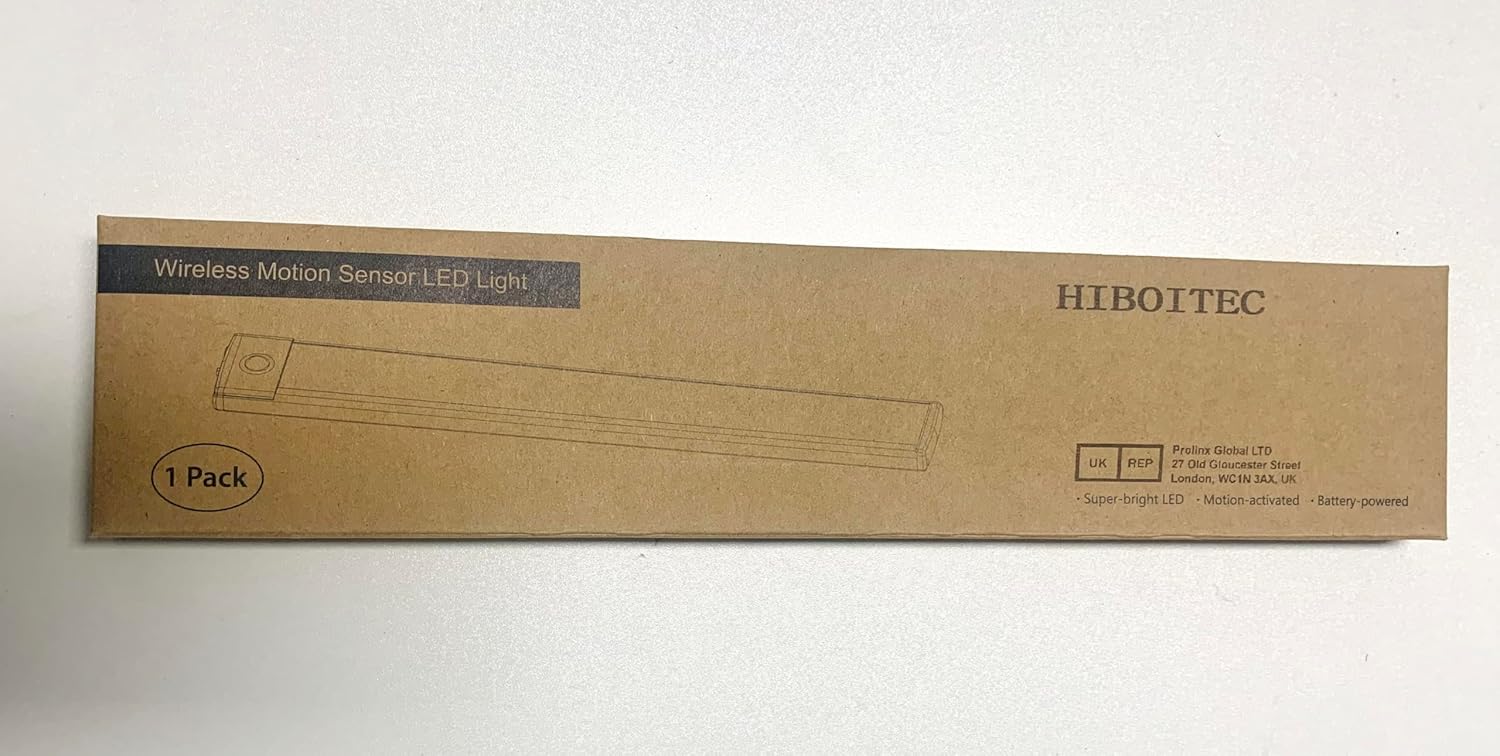 Wireless Motion Sensor LED Light
HIBOITEC
1 Pack
UK REP
Prolinx Global LTD
27 Old Gloucester Street
London, WC1N 3AX, UK
· Super-bright LED · Motion-activated · Battery-powered